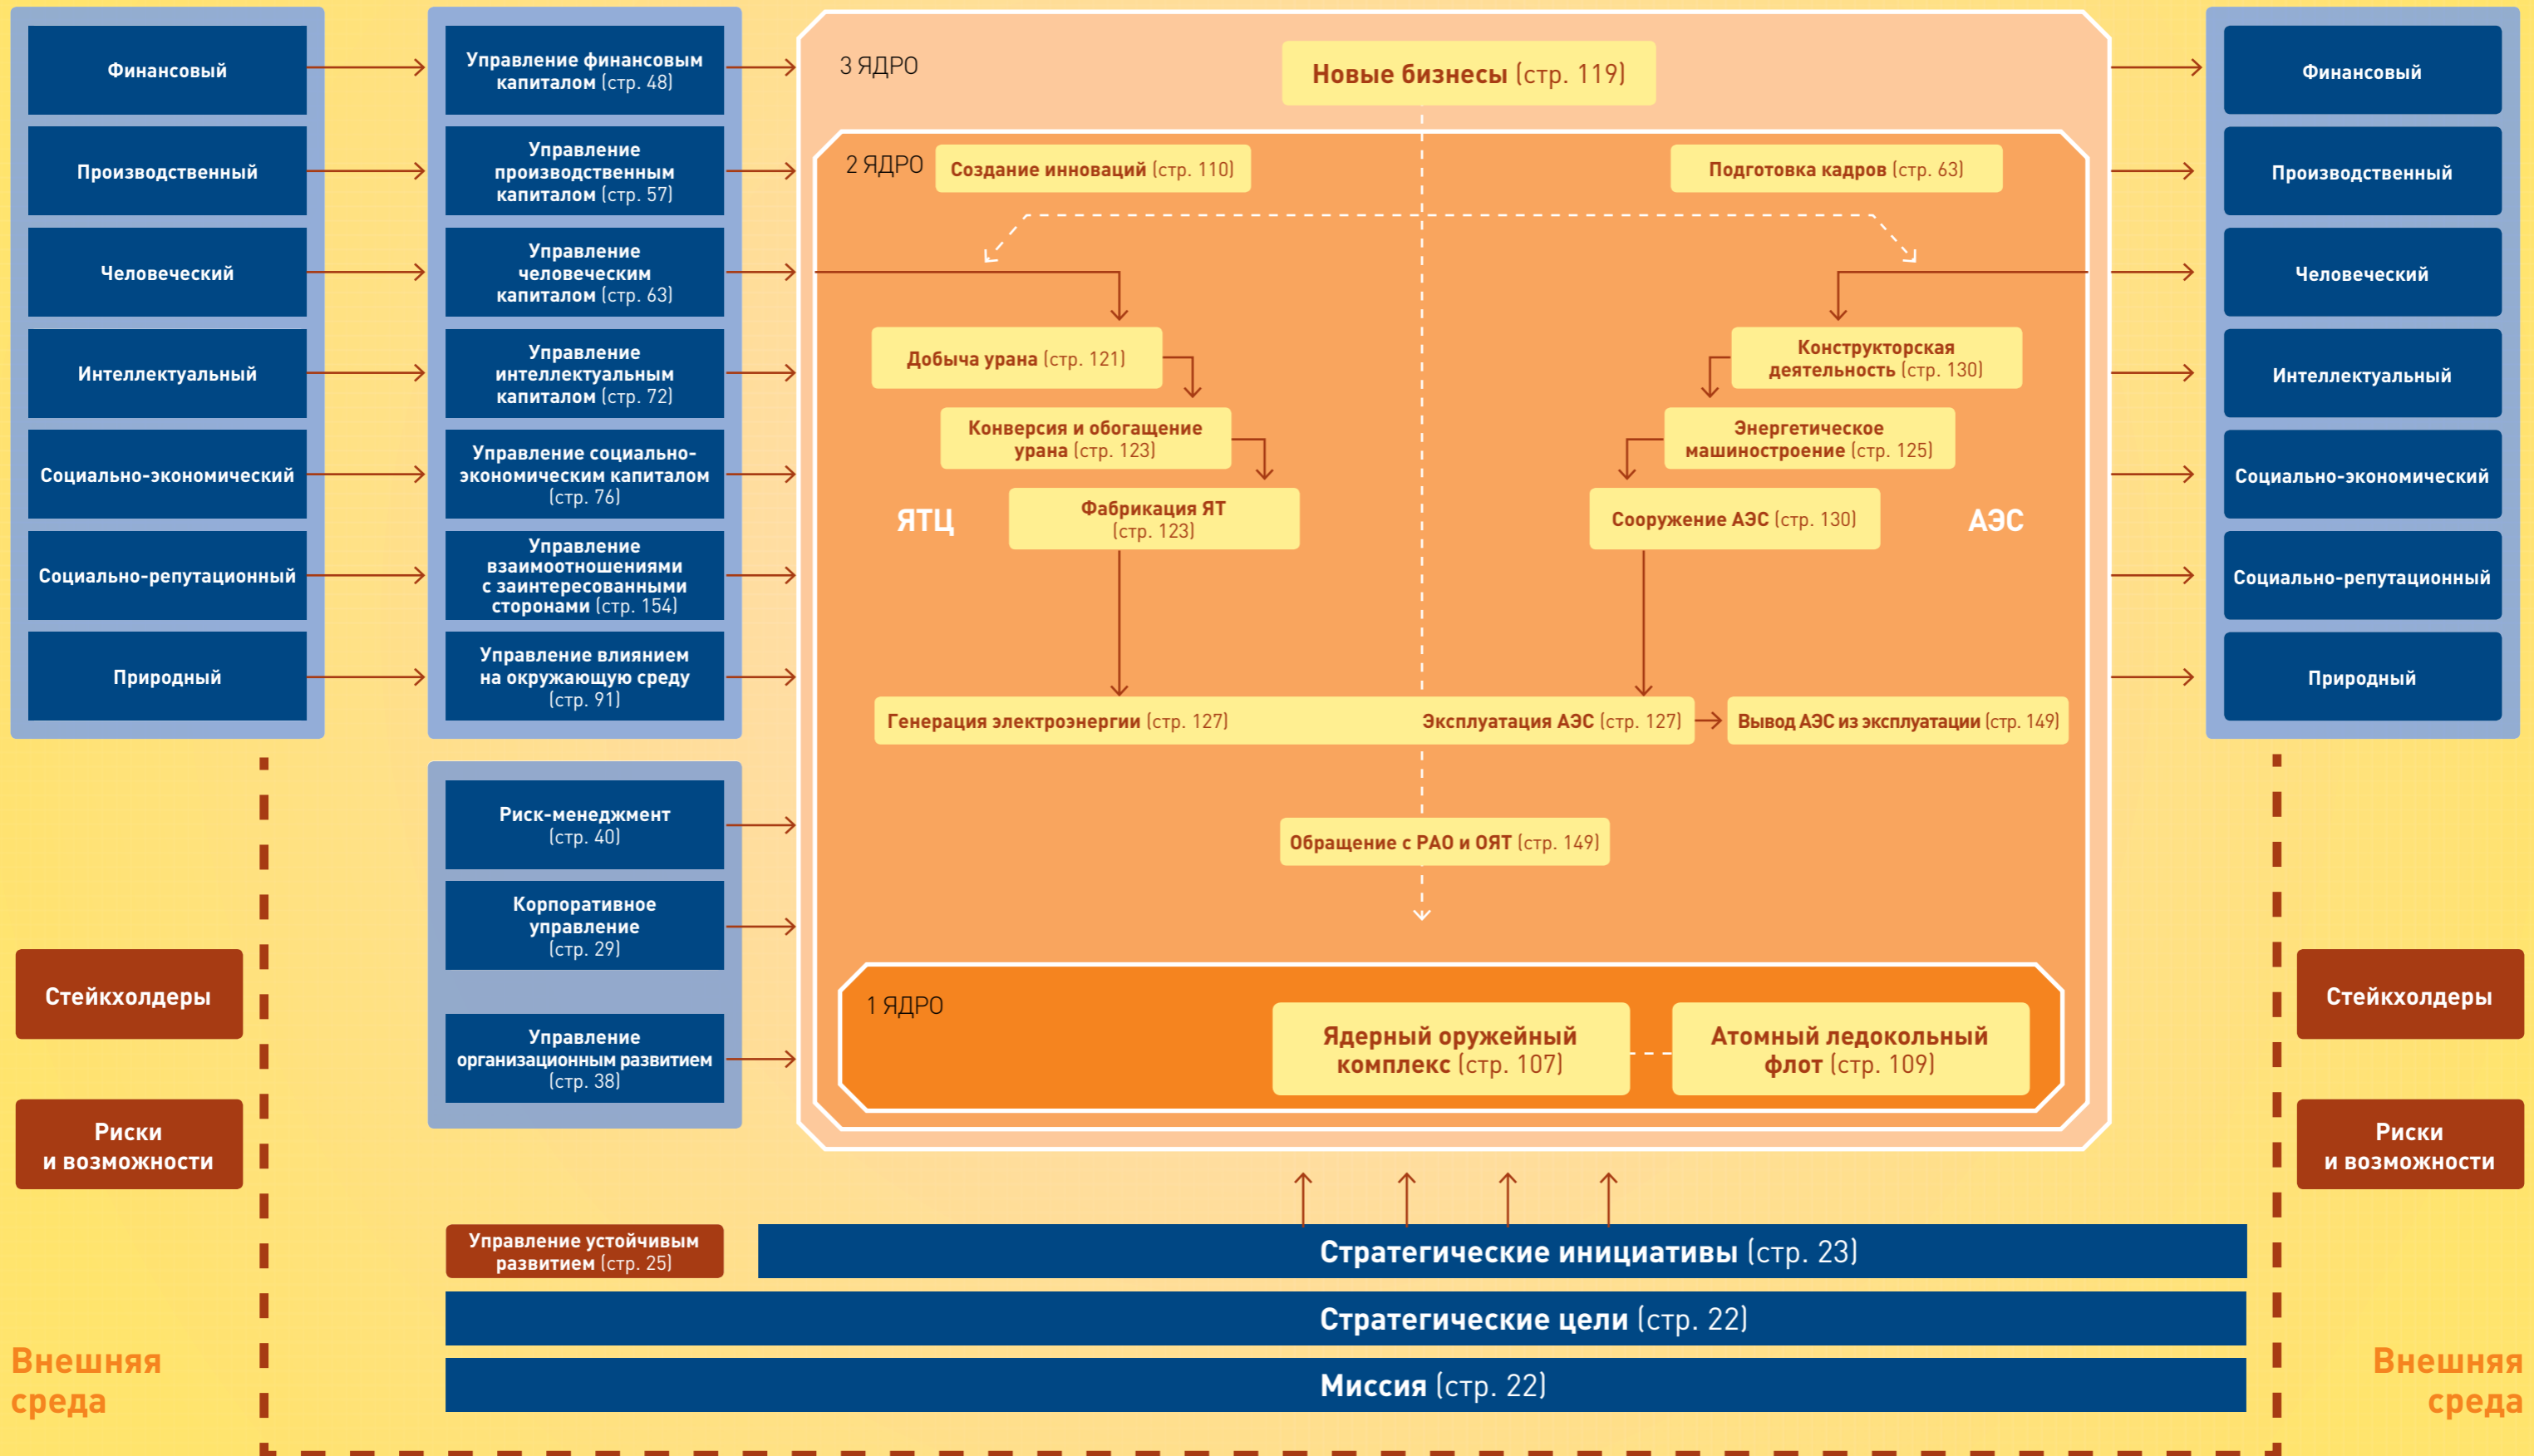 Финансовый
Производственный
Человеческий
Интеллектуальный
Социально-экономический
Социально-репутационный
Природный
Управление финансовым
капиталом (стр. 48)
Управление
производственным
капиталом (стр. 57)
Управление
человеческим
капиталом (стр. 63)
Управление
интеллектуальным
капиталом (стр. 72)
Управление социально-
экономическим капиталом
(стр. 76)
Управление
взаимоотношениями
с заинтересованными
сторонами (стр. 154)
Управление влиянием
на окружающую среду
(стр. 91)
Риск-менеджмент
(стр. 40)
Корпоративное
управление
(стр. 29)
Управление
организационным развитием
(стр. 38)
3 ЯДРО
Новые бизнесы (стр. 119)
2 ЯДРО
Создание инноваций (стр. 110)
Подготовка кадров (стр. 63)
Добыча урана (стр. 121)
Конверсия и обогащение
урана (стр. 123)
Фабрикация ЯТ
(стр. 123)
ЯТЦ
Конструкторская
деятельность (стр. 130)
Энергетическое
машиностроение (стр. 125)
Сооружение АЭС (стр. 130)
АЭС
Генерация электроэнергии (стр. 127)
Эксплуатация АЭС (стр. 127)
Вывод АЭС из эксплуатации (стр. 149)
Обращение с РАО и ОЯТ (стр. 149)
1 ЯДРО
Ядерный оружейный
комплекс (стр. 107)
Атомный ледокольный
флот (стр. 109)
Финансовый
Производственный
Человеческий
Интеллектуальный
Социально-экономический
Социально-репутационный
Природный
Стейкхолдеры
Риски
и возможности
Внешняя
среда
Управление устойчивым
развитием (стр. 25)
Стратегические инициативы (стр. 23)
Стратегические цели (стр. 22)
Миссия (стр. 22)
Стейкхолдеры
Риски
и возможности
Внешняя
среда